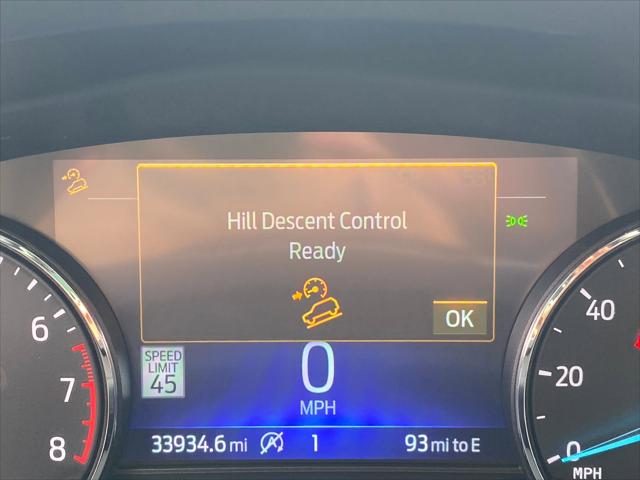 Hill Descent Control
Ready
OK
SPEED
LIMIT
45
0
MPH
33934.6 mi
1
93 mi to E
6
7
8
40
20
0
MPH